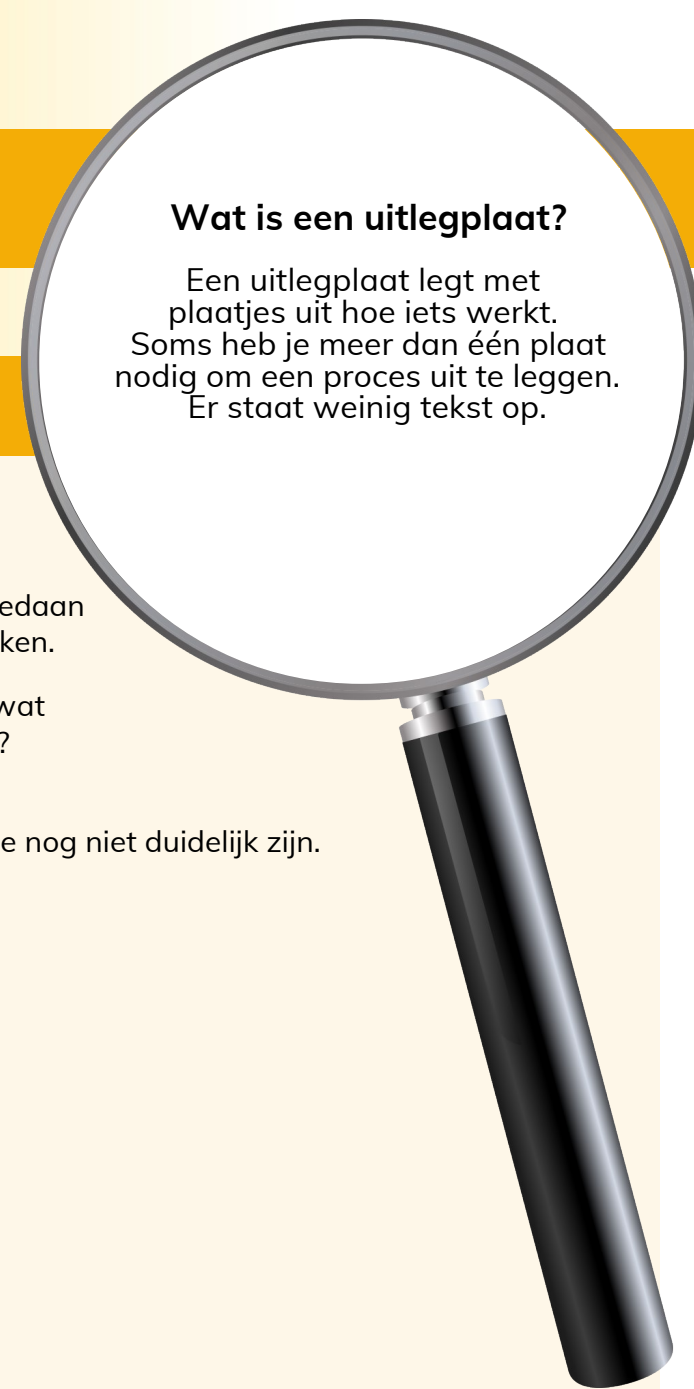 Wat is een uitlegplaat?
Een uitlegplaat legt met
plaatjes uit hoe iets werkt.
Soms heb je meer dan één plaat
nodig om een proces uit te leggen.
Er staat weinig tekst op.
edaan
ken.
wat
?
e nog niet duidelijk zijn.